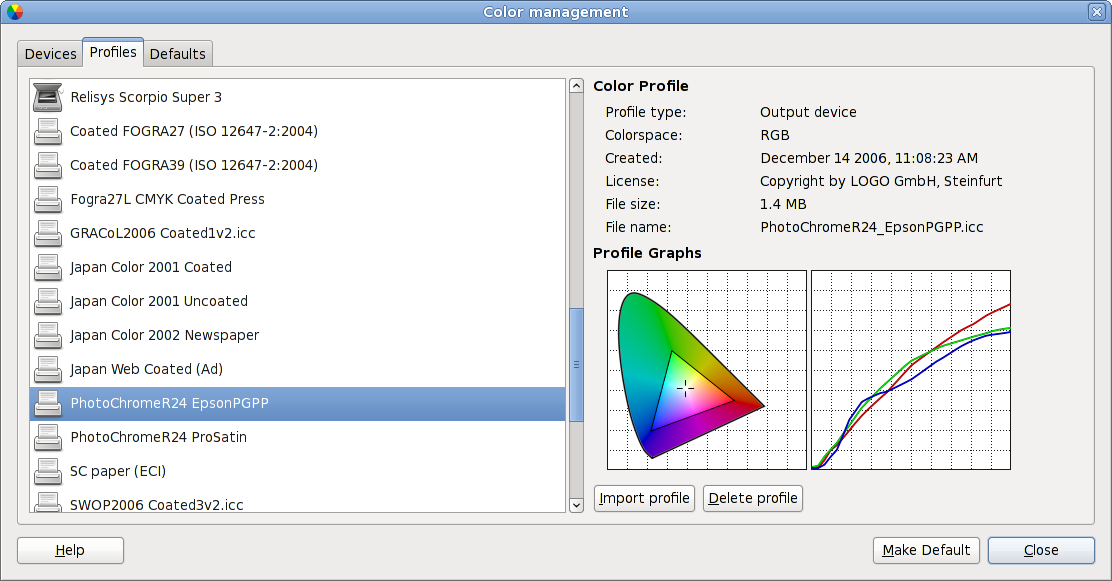 Color management
Devices Profiles Defaults
Relisys Scorpio Super 3
Coated FOGRA27 (ISO 12647-2:2004)
Coated FOGRA39 (ISO 12647-2:2004)
Fogra27L CMYK Coated Press
GRACoL2006 Coated1v2.icc
Japan Color 2001 Coated
Japan Color 2001 Uncoated
Japan Color 2002 Newspaper
Japan Web Coated (Ad)
PhotoChromeR24 EpsonPGPP
PhotoChromeR24 ProSatin
SC paper (ECI)
SWOP2006 Coated3v2.icc
Color Profile
Profile type: Output device
Colorspace: RGB
Created: December 14 2006, 11:08:23 AM
License: Copyright by LOGO GmbH, Steinfurt
File size: 1.4 MB
File name: PhotoChromeR24_EpsonPGPP.icc
Profile Graphs
Import profile Delete profile
Help Make Default Close